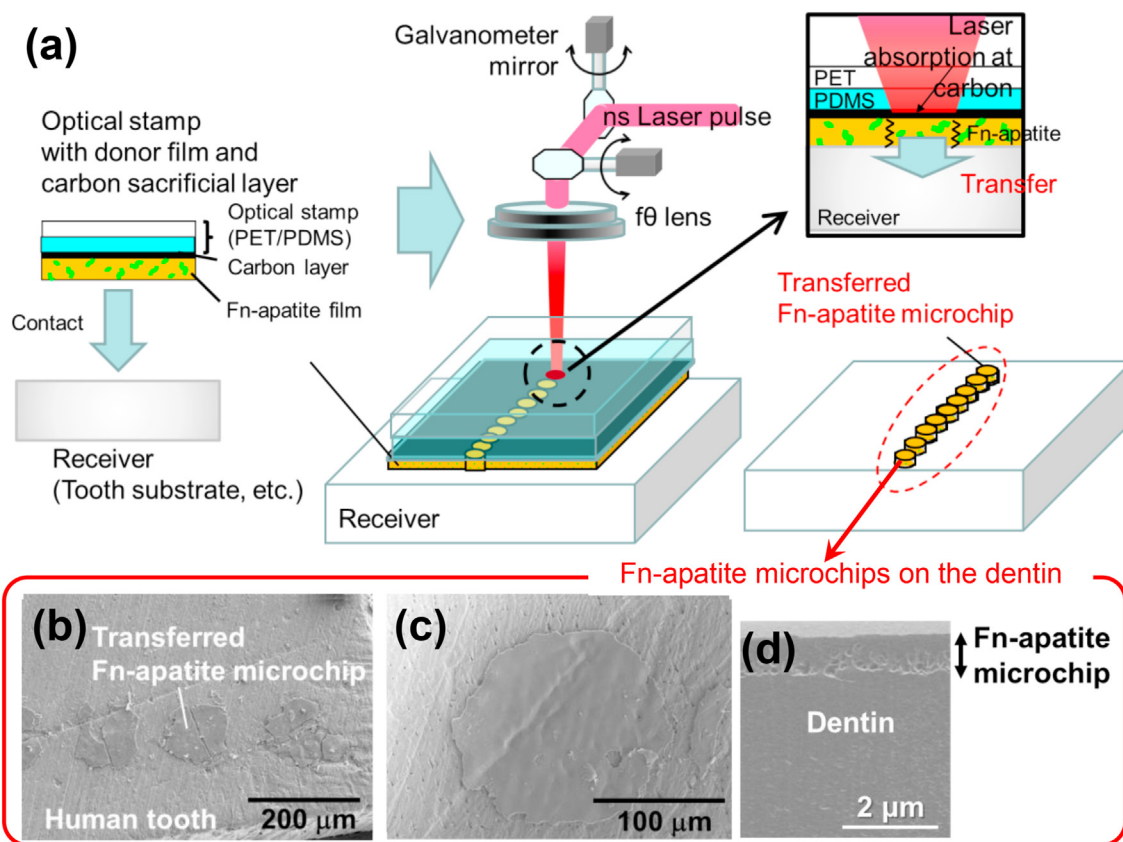 (a)
Optical stamp
with donor film and
carbon sacrificial layer
Optical stamp
(PET/PDMS)
Carbon layer
Fn-apatite film
Contact
Receiver
(Tooth substrate, etc.)
Galvanometer
mirror
ns Laser pulse
fθ lens
Receiver
Laser
absorption at
carbon
PET
PDMS
Fn-apatite
Transfer
Receiver
Transferred
Fn-apatite microchip
Fn-apatite microchips on the dentin
(b)
Transferred
Fn-apatite microchip
Human tooth
200 μm
(c)
100 μm
(d)
Fn-apatite
microchip
Dentin
2 μm